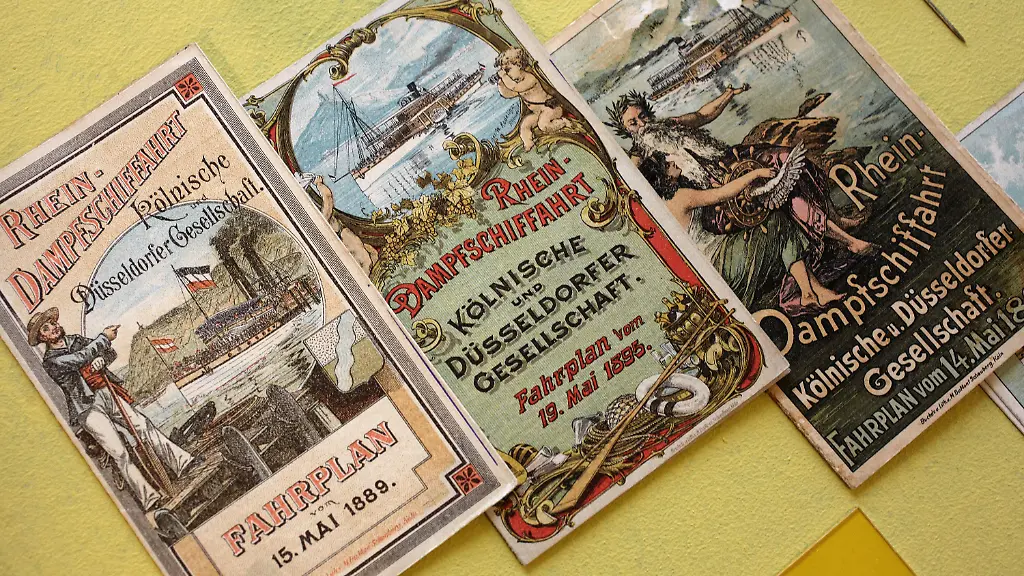 RHEIN-
DAMPFSCHIFFAHRT
Kölnische
Düsseldorfer Gesellschaft.
FAHRPLAN
vom
15. MAI 1889.
RHEIN-
DAMPFSCHIFFAHRT
KÖLNISCHE
UND
DÜSSELDORFER
GESELLSCHAFT.
Fahrplan vom
19. Mai 1895.
Rhein-
Dampfschiffahrt
Kölnische u. Düsseldorfer
Gesellschaft.
FAHRPLAN VOM 14. Mai 18